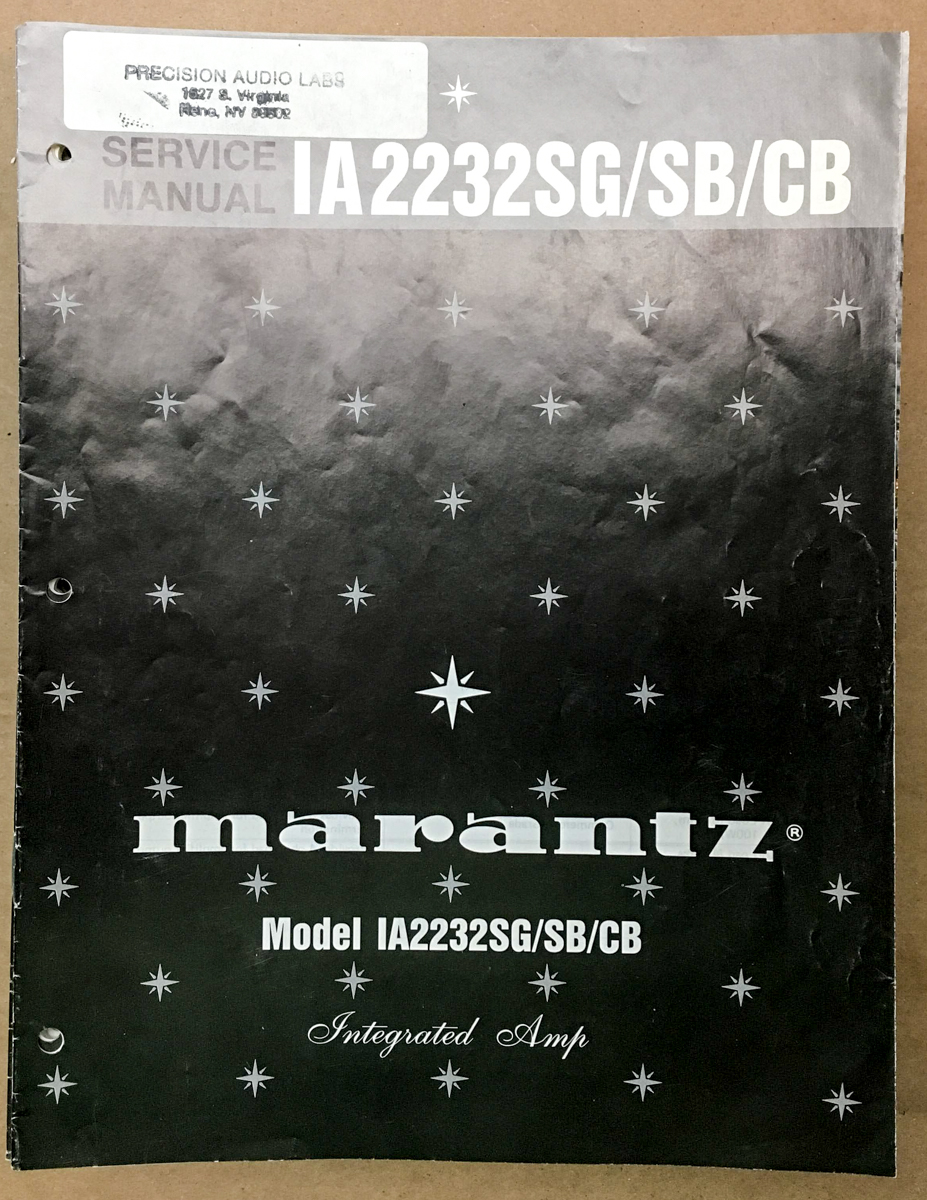 PRECISION AUDIO LABS
1627 S. Virginia
Reno, NV 89502
SERVICE
MANUAL
IA2232SG/SB/CB
marantz®
Model IA2232SG/SB/CB
Integrated Amp